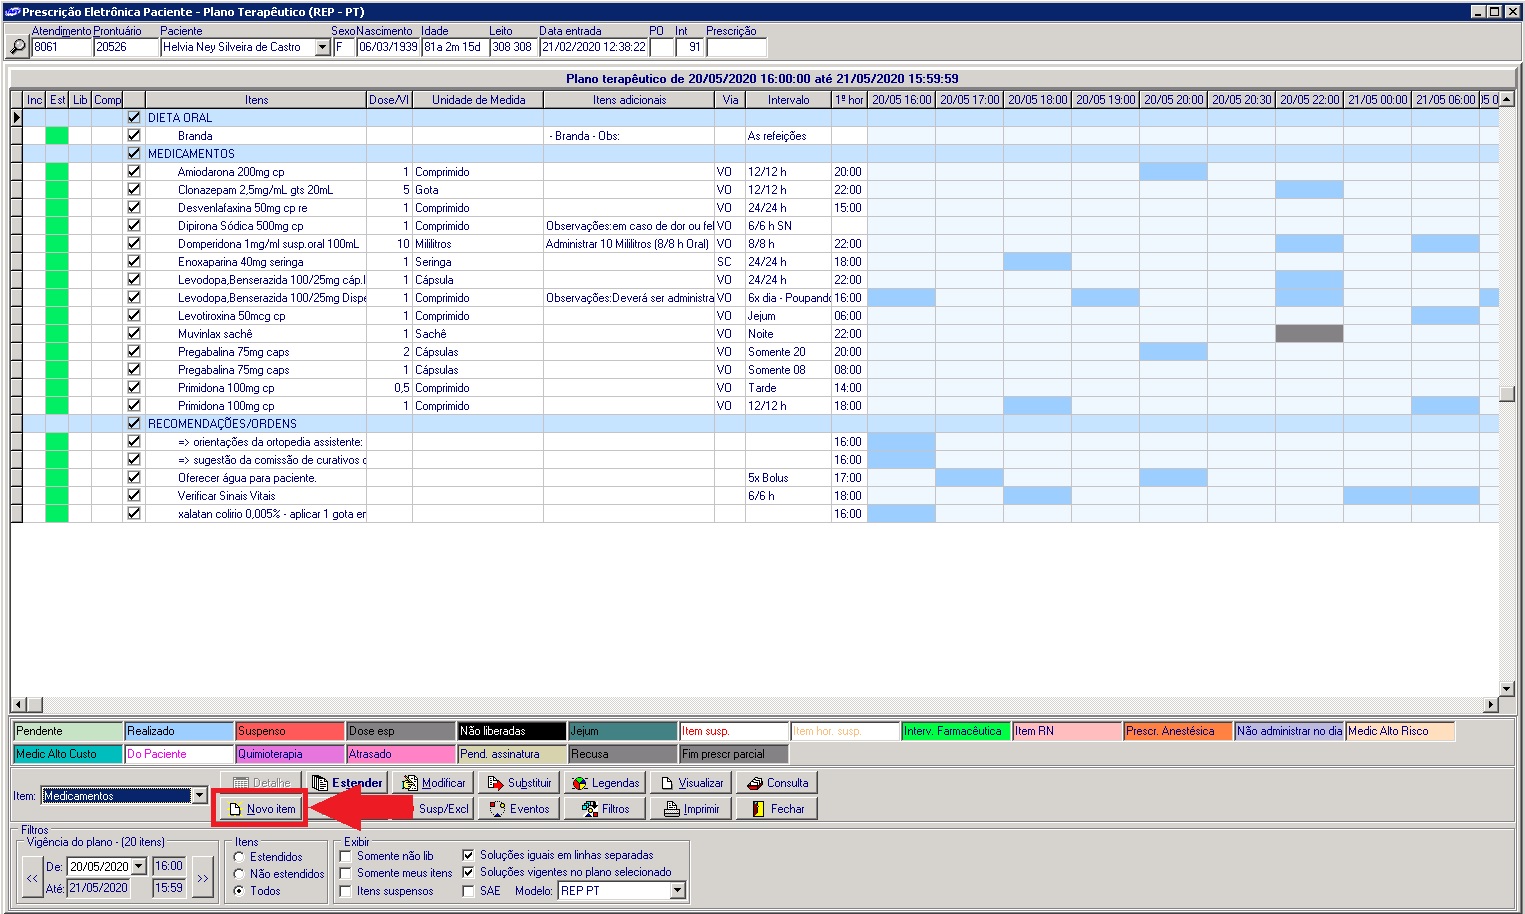 Prescrição Eletrônica Paciente - Plano Terapêutico (REP - PT)
Atendimento Prontuário Paciente Sexo Nascimento Idade Leito Data entrada PO Int Prescrição
8061 20526 Helvia Ney Silveira de Castro F 06/03/1939 81a 2m 15d 308 308 21/02/2020 12:38:22 91
Plano terapêutico de 20/05/2020 16:00:00 até 21/05/2020 15:59:59
Inc Est Lib Comp Itens Dose/Vl Unidade de Medida Itens adicionais Via Intervalo 1ª hor 20/05 16:00 20/05 17:00 20/05 18:00 20/05 19:00 20/05 20:00 20/05 20:30 20/05 22:00 21/05 00:00 21/05 06:00
DIETA ORAL
Branda - Branda - Obs: As refeições
MEDICAMENTOS
Amiodarona 200mg cp 1 Comprimido VO 12/12 h 20:00
Clonazepam 2,5mg/mL gts 20mL 5 Gota VO 12/12 h 22:00
Desvenlafaxina 50mg cp re 1 Comprimido VO 24/24 h 15:00
Dipirona Sódica 500mg cp 1 Comprimido Observações:em caso de dor ou fel VO 6/6 h SN
Domperidona 1mg/ml susp.oral 100mL 10 Mililitros Administrar 10 Mililitros (8/8 h Oral) VO 8/8 h 22:00
Enoxaparina 40mg seringa 1 Seringa SC 24/24 h 18:00
Levodopa,Benserazida 100/25mg cáp.l 1 Cápsula VO 24/24 h 22:00
Levodopa,Benserazida 100/25mg Dispe 1 Comprimido Observações:Deverá ser administra VO 6x dia - Poupando 16:00
Levotiroxina 50mcg cp 1 Comprimido VO Jejum 06:00
Muvinlax sachê 1 Sachê VO Noite 22:00
Pregabalina 75mg caps 2 Cápsulas VO Somente 20 20:00
Pregabalina 75mg caps 1 Cápsulas VO Somente 08 08:00
Primidona 100mg cp 0,5 Comprimido VO Tarde 14:00
Primidona 100mg cp 1 Comprimido VO 12/12 h 18:00
RECOMENDAÇÕES/ORDENS
=> orientações da ortopedia assistente: 16:00
=> sugestão da comissão de curativos c 16:00
Oferecer água para paciente. 5x Bolus 17:00
Verificar Sinais Vitais 6/6 h 18:00
xalatan colirio 0,005% - aplicar 1 gota er 16:00
Pendente Realizado Suspenso Dose esp Não liberadas Jejum Item susp. Item hor. susp. Interv. Farmacêutica Item RN Prescr. Anestésica Não administrar no dia Medic Alto Risco
Medic Alto Custo Do Paciente Quimioterapia Atrasado Pend. assinatura Recusa Fim prescr parcial
Detalhe Estender Modificar Substituir Legendas Visualizar Consulta
Item: Medicamentos
Novo item Susp/Excl Eventos Filtros Imprimir Fechar
Filtros
Vigência do plano - (20 itens) Itens Exibir
<< De: 20/05/2020 16:00 >>
Até: 21/05/2020 15:59
Estendidos
Não estendidos
Todos
Somente não lib Soluções iguais em linhas separadas
Somente meus itens Soluções vigentes no plano selecionado
Itens suspensos SAE Modelo: REP PT